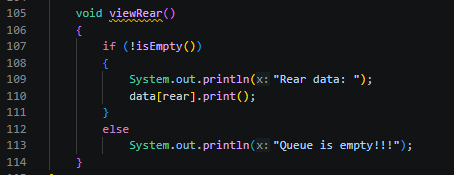 105 void viewRear()
106 {
107 if (!isEmpty())
108 {
109 System.out.println(x: "Rear data: ");
110 data[rear].print();
111 }
112 else
113 System.out.println(x: "Queue is empty!!!");
114 }